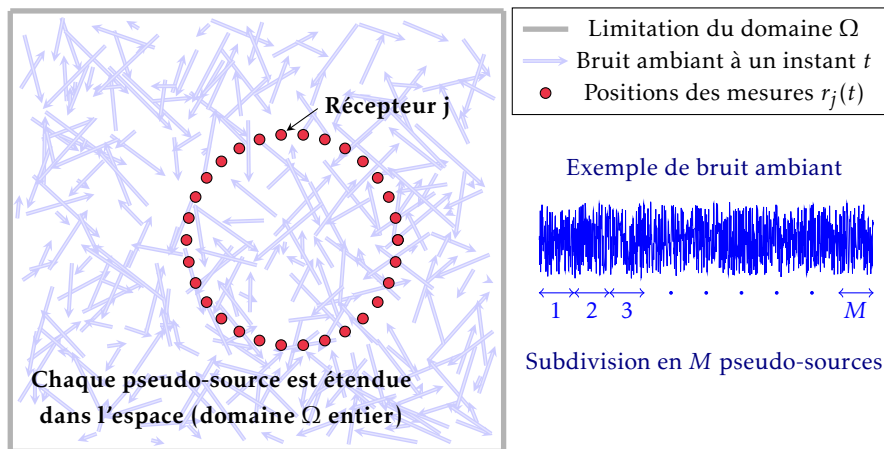 Récepteur j
Chaque pseudo-source est étendue
dans l'espace (domaine Ω entier)
Limitation du domaine Ω
Bruit ambiant à un instant t
Positions des mesures r_j(t)
Exemple de bruit ambiant
1 2 3 · · · · · M
Subdivision en M pseudo-sources